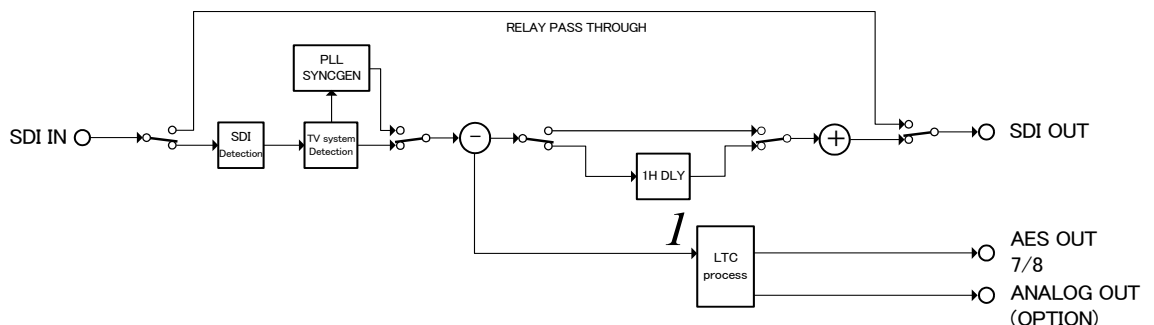 RELAY PASS THROUGH
PLL
SYNCGEN
SDI IN
SDI
Detection
TV system
Detection
-
+
SDI OUT
1H DLY
1
LTC
process
AES OUT
7/8
ANALOG OUT
(OPTION)